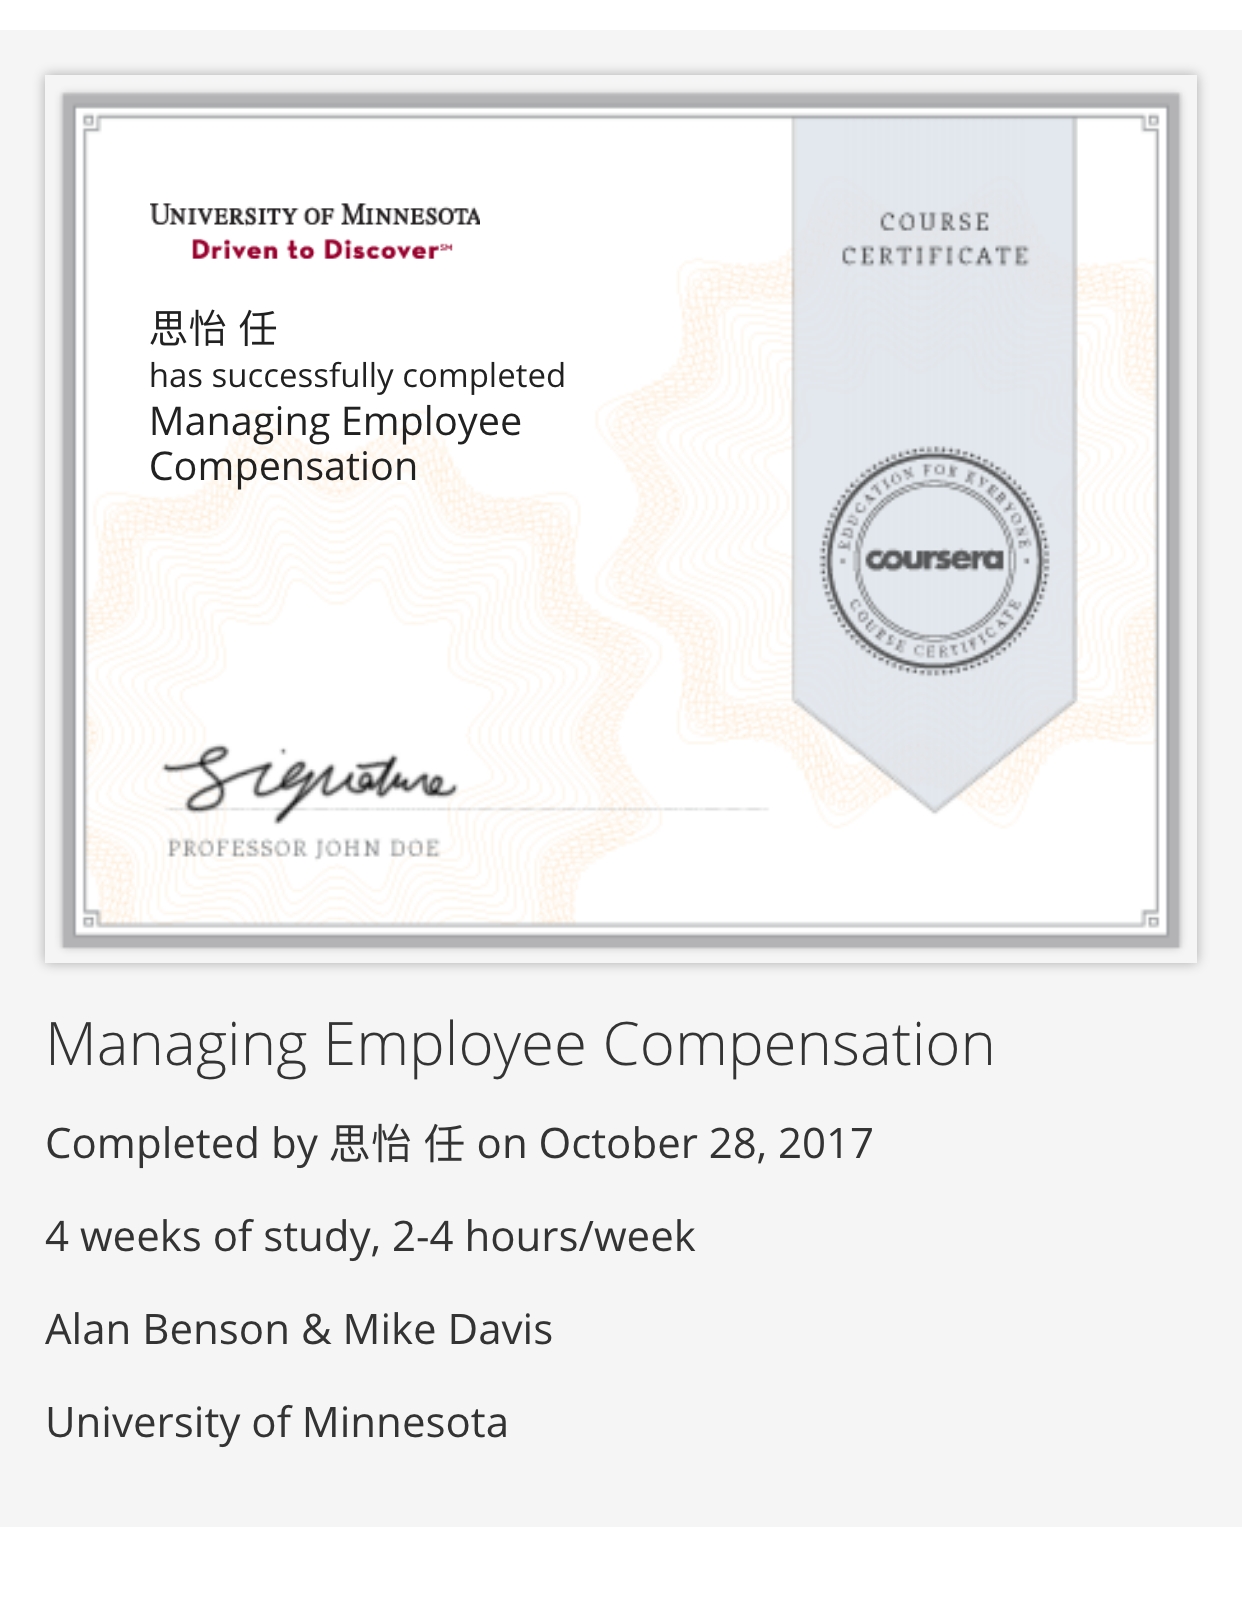 UNIVERSITY OF MINNESOTA
Driven to Discover℠
思怡 任
has successfully completed
Managing Employee
Compensation
Signature
PROFESSOR JOHN DOE
COURSE
CERTIFICATE
EDUCATION FOR EVERYONE
coursera
COURSE CERTIFICATE
Managing Employee Compensation
Completed by 思怡 任 on October 28, 2017
4 weeks of study, 2-4 hours/week
Alan Benson & Mike Davis
University of Minnesota